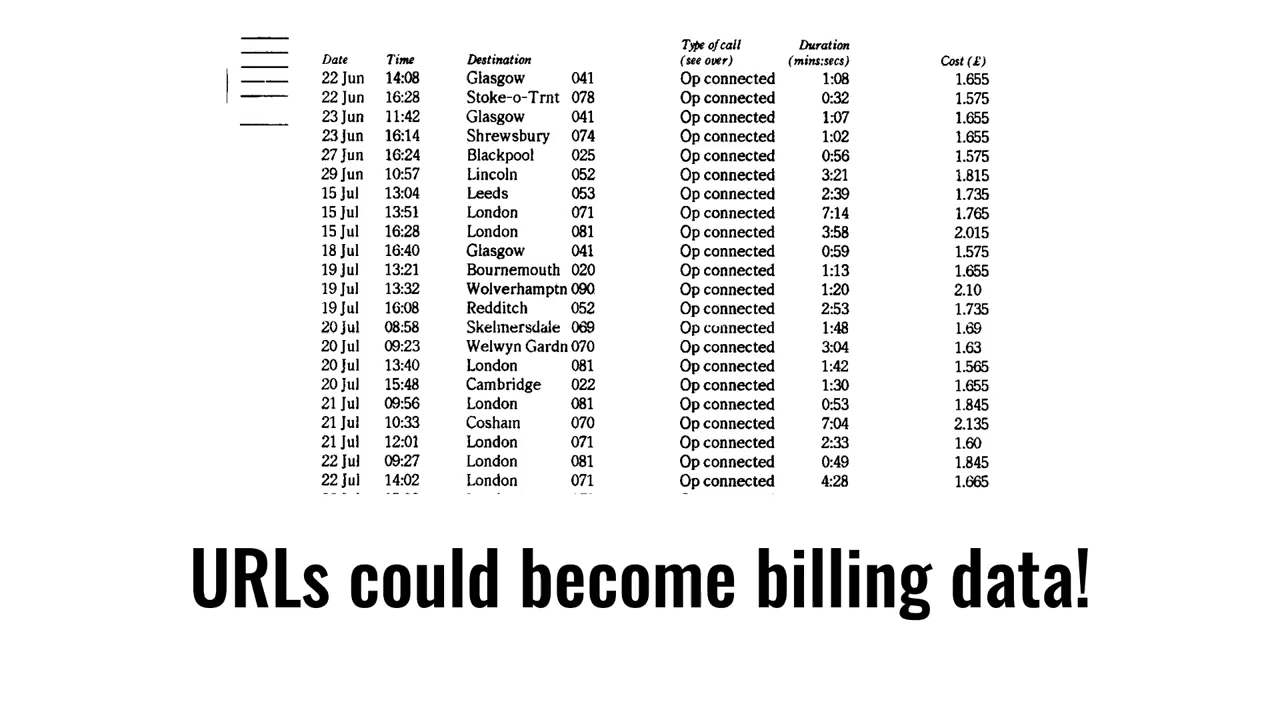 Type of call Duration
Date Time Destination (see over) (mins:secs) Cost (£)
22 Jun 14:08 Glasgow 041 Op connected 1:08 1.655
22 Jun 16:28 Stoke-o-Trnt 078 Op connected 0:32 1.575
23 Jun 11:42 Glasgow 041 Op connected 1:07 1.655
23 Jun 16:14 Shrewsbury 074 Op connected 1:02 1.655
27 Jun 16:24 Blackpool 025 Op connected 0:56 1.575
29 Jun 10:57 Lincoln 052 Op connected 3:21 1.815
15 Jul 13:04 Leeds 053 Op connected 2:39 1.735
15 Jul 13:51 London 071 Op connected 7:14 1.765
15 Jul 16:28 London 081 Op connected 3:58 2.015
18 Jul 16:40 Glasgow 041 Op connected 0:59 1.575
19 Jul 13:21 Bournemouth 020 Op connected 1:13 1.655
19 Jul 13:32 Wolverhamptn 090 Op connected 1:20 2.10
19 Jul 16:08 Redditch 052 Op connected 2:53 1.735
20 Jul 08:58 Skelmersdale 069 Op connected 1:48 1.69
20 Jul 09:23 Welwyn Gardn 070 Op connected 3:04 1.63
20 Jul 13:40 London 081 Op connected 1:42 1.565
20 Jul 15:48 Cambridge 022 Op connected 1:30 1.655
21 Jul 09:56 London 081 Op connected 0:53 1.845
21 Jul 10:33 Cosham 070 Op connected 7:04 2.135
21 Jul 12:01 London 071 Op connected 2:33 1.60
22 Jul 09:27 London 081 Op connected 0:49 1.845
22 Jul 14:02 London 071 Op connected 4:28 1.665
URLs could become billing data!